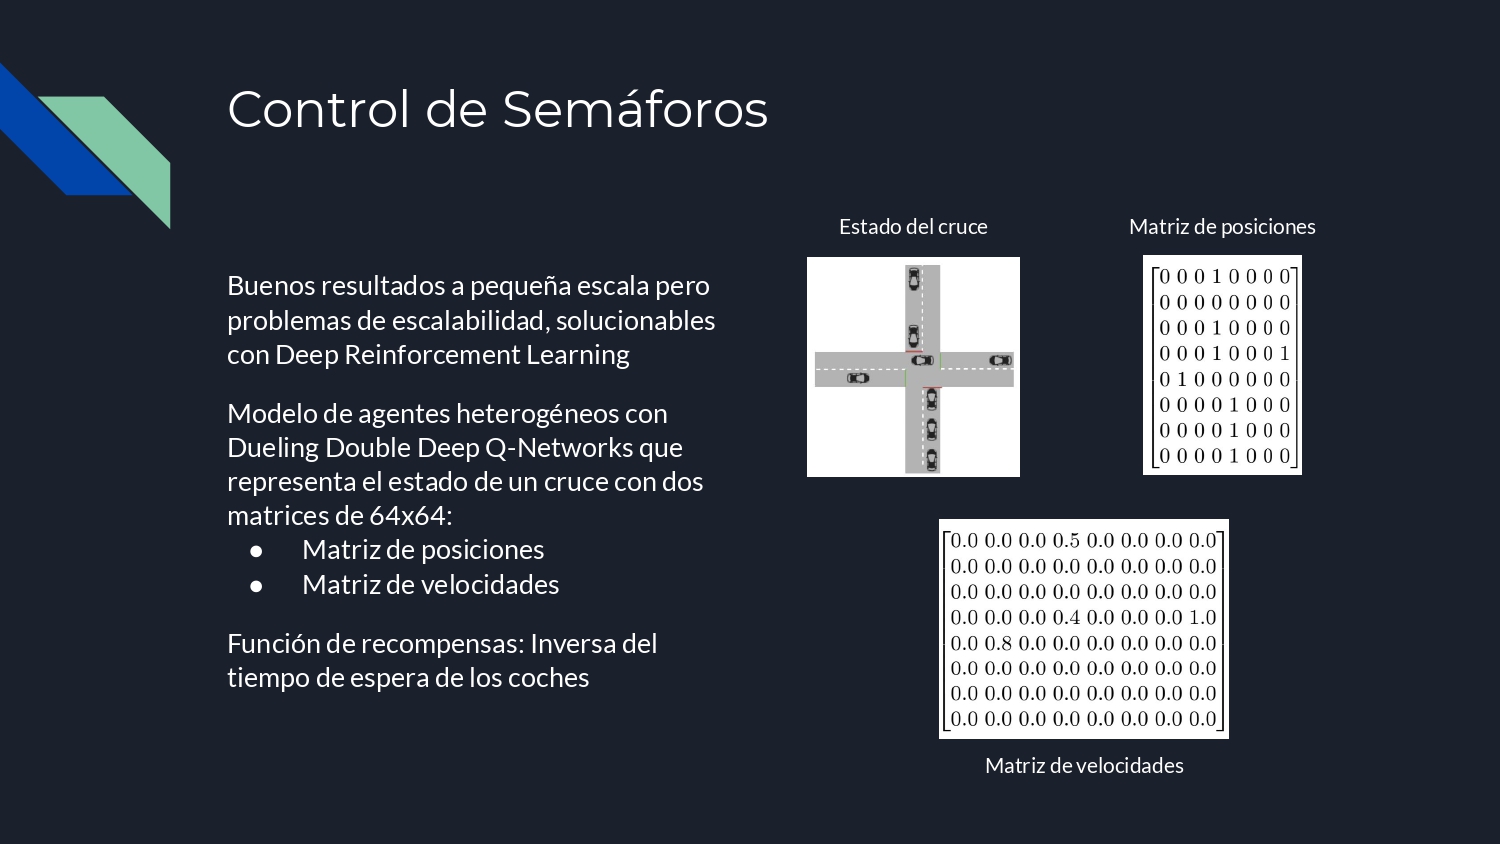 Control de Semáforos
Buenos resultados a pequeña escala pero
problemas de escalabilidad, solucionables
con Deep Reinforcement Learning
Modelo de agentes heterogéneos con
Dueling Double Deep Q-Networks que
representa el estado de un cruce con dos
matrices de 64x64:
● Matriz de posiciones
● Matriz de velocidades
Función de recompensas: Inversa del
tiempo de espera de los coches
Estado del cruce
Matriz de posiciones
0 0 0 1 0 0 0 0
0 0 0 0 0 0 0 0
0 0 0 1 0 0 0 0
0 0 0 1 0 0 0 1
0 1 0 0 0 0 0 0
0 0 0 0 1 0 0 0
0 0 0 0 1 0 0 0
0 0 0 0 1 0 0 0
0.0 0.0 0.0 0.5 0.0 0.0 0.0 0.0
0.0 0.0 0.0 0.0 0.0 0.0 0.0 0.0
0.0 0.0 0.0 0.0 0.0 0.0 0.0 0.0
0.0 0.0 0.0 0.4 0.0 0.0 0.0 1.0
0.0 0.8 0.0 0.0 0.0 0.0 0.0 0.0
0.0 0.0 0.0 0.0 0.0 0.0 0.0 0.0
0.0 0.0 0.0 0.0 0.0 0.0 0.0 0.0
0.0 0.0 0.0 0.0 0.0 0.0 0.0 0.0
Matriz de velocidades